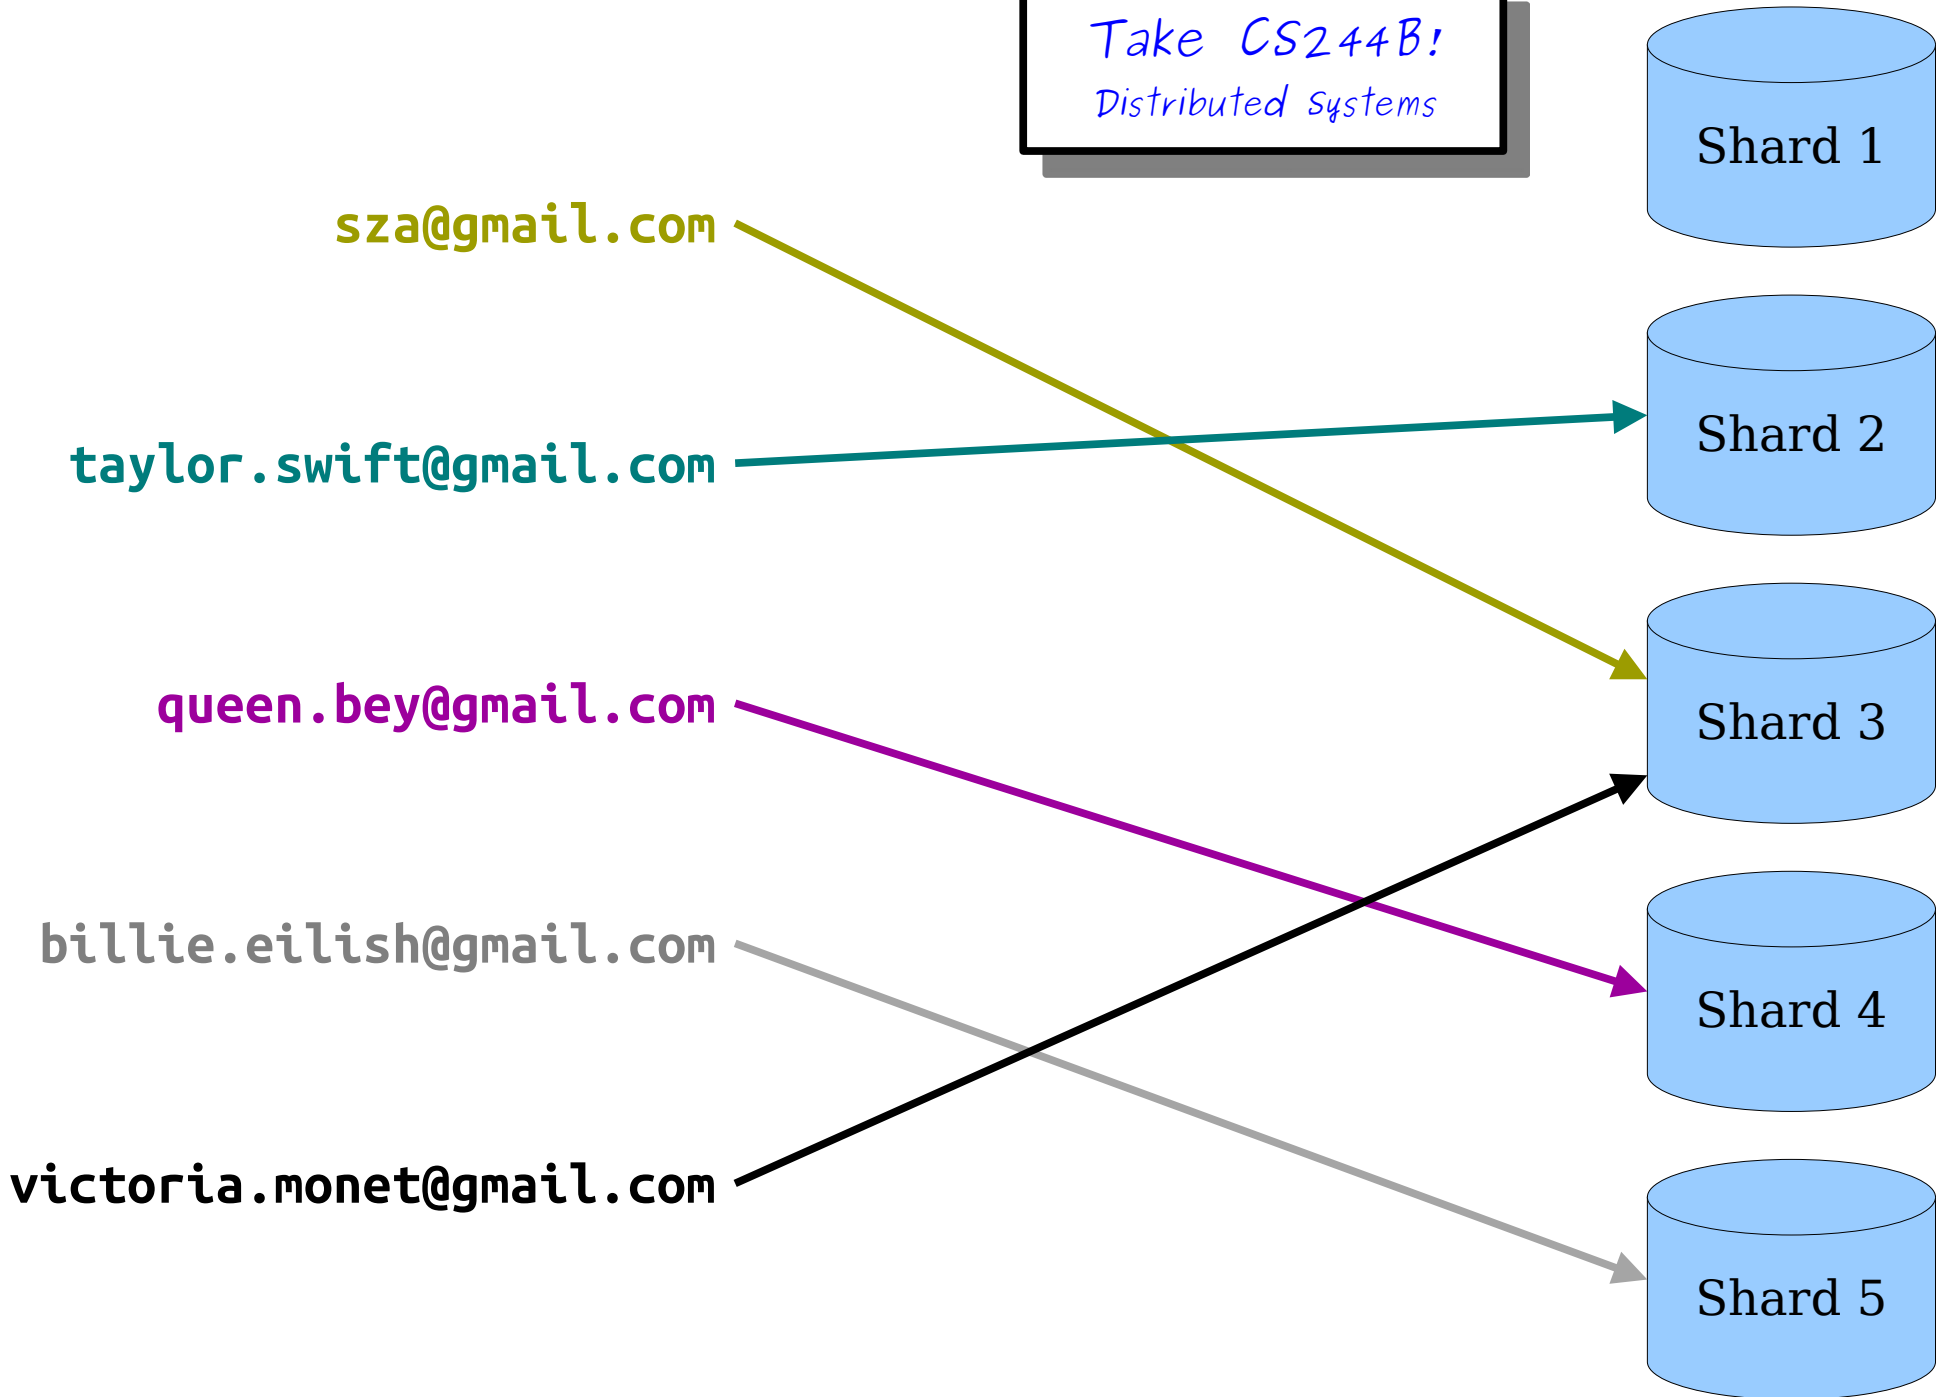 Take CS244B!
Distributed Systems
Shard 1
sza@gmail.com
taylor.swift@gmail.com
Shard 2
queen.bey@gmail.com
Shard 3
billie.eilish@gmail.com
Shard 4
victoria.monet@gmail.com
Shard 5